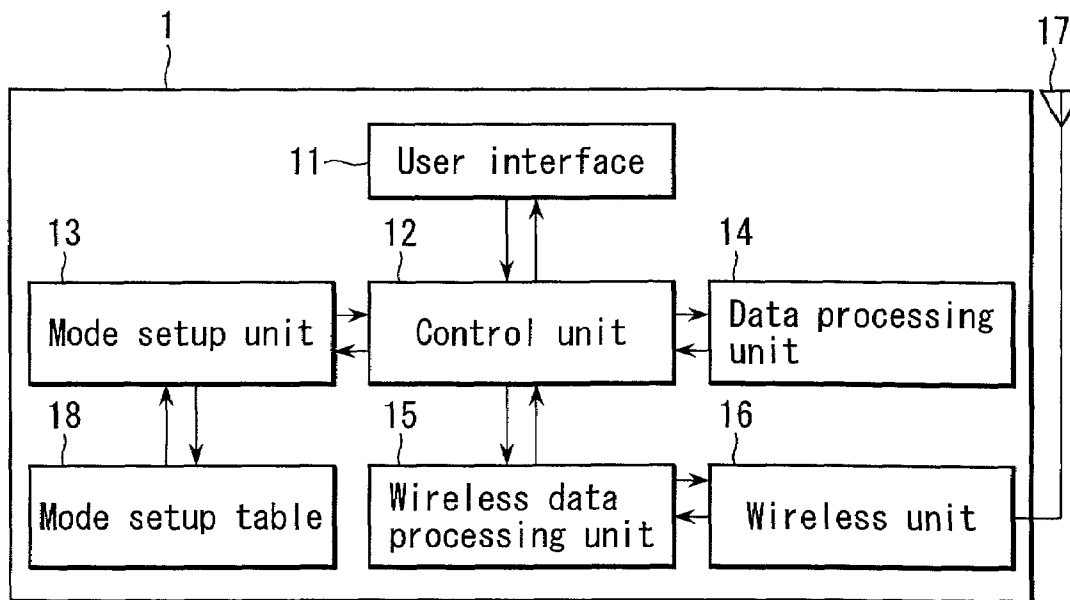 1
17
11
User interface
13
12
14
Mode setup unit
Control unit
Data processing
unit
18
15
16
Mode setup table
Wireless data
processing unit
Wireless unit